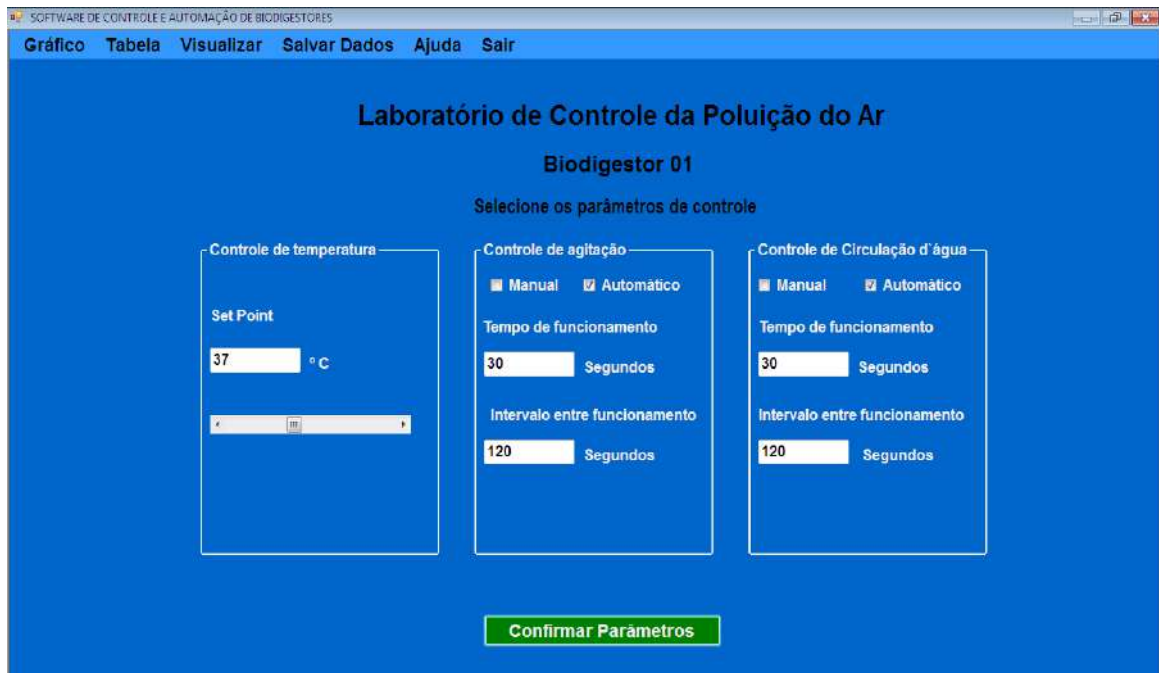 SOFTWARE DE CONTROLE E AUTOMAÇÃO DE BIODIGESTORES
Gráfico Tabela Visualizar Salvar Dados Ajuda Sair
Laboratório de Controle da Poluição do Ar
Biodigestor 01
Selecione os parâmetros de controle
Controle de temperatura
Set Point
37 º C
Controle de agitação
Manual Automático
Tempo de funcionamento
30 Segundos
Intervalo entre funcionamento
120 Segundos
Controle de Circulação d`água
Manual Automático
Tempo de funcionamento
30 Segundos
Intervalo entre funcionamento
120 Segundos
Confirmar Parâmetros